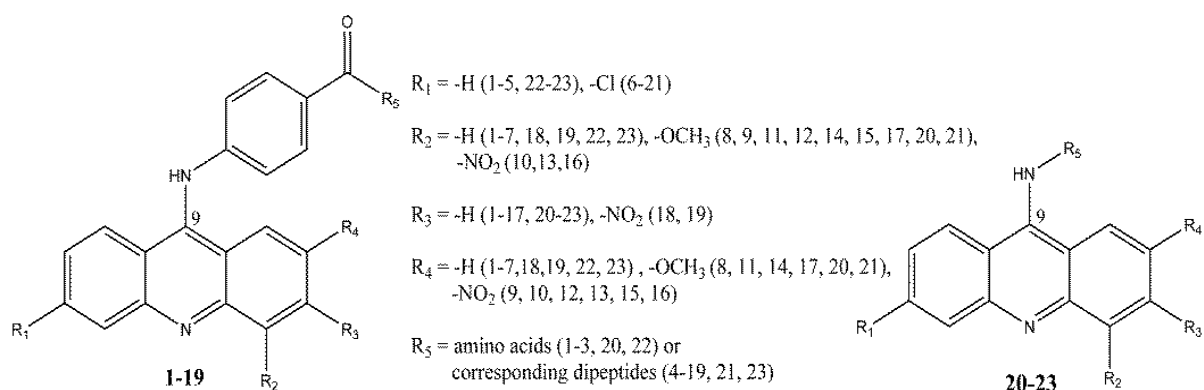 O
R5
HN
9
R4
R1
N
R3
R2
1-19
R1 = -H (1-5, 22-23), -Cl (6-21)
R2 = -H (1-7, 18, 19, 22, 23), -OCH3 (8, 9, 11, 12, 14, 15, 17, 20, 21),
-NO2 (10,13,16)
R3 = -H (1-17, 20-23), -NO2 (18, 19)
R4 = -H (1-7,18,19, 22, 23) , -OCH3 (8, 11, 14, 17, 20, 21),
-NO2 (9, 10, 12, 13, 15, 16)
R5 = amino acids (1-3, 20, 22) or
corresponding dipeptides (4-19, 21, 23)
R5
HN
9
R4
R1
N
R3
R2
20-23